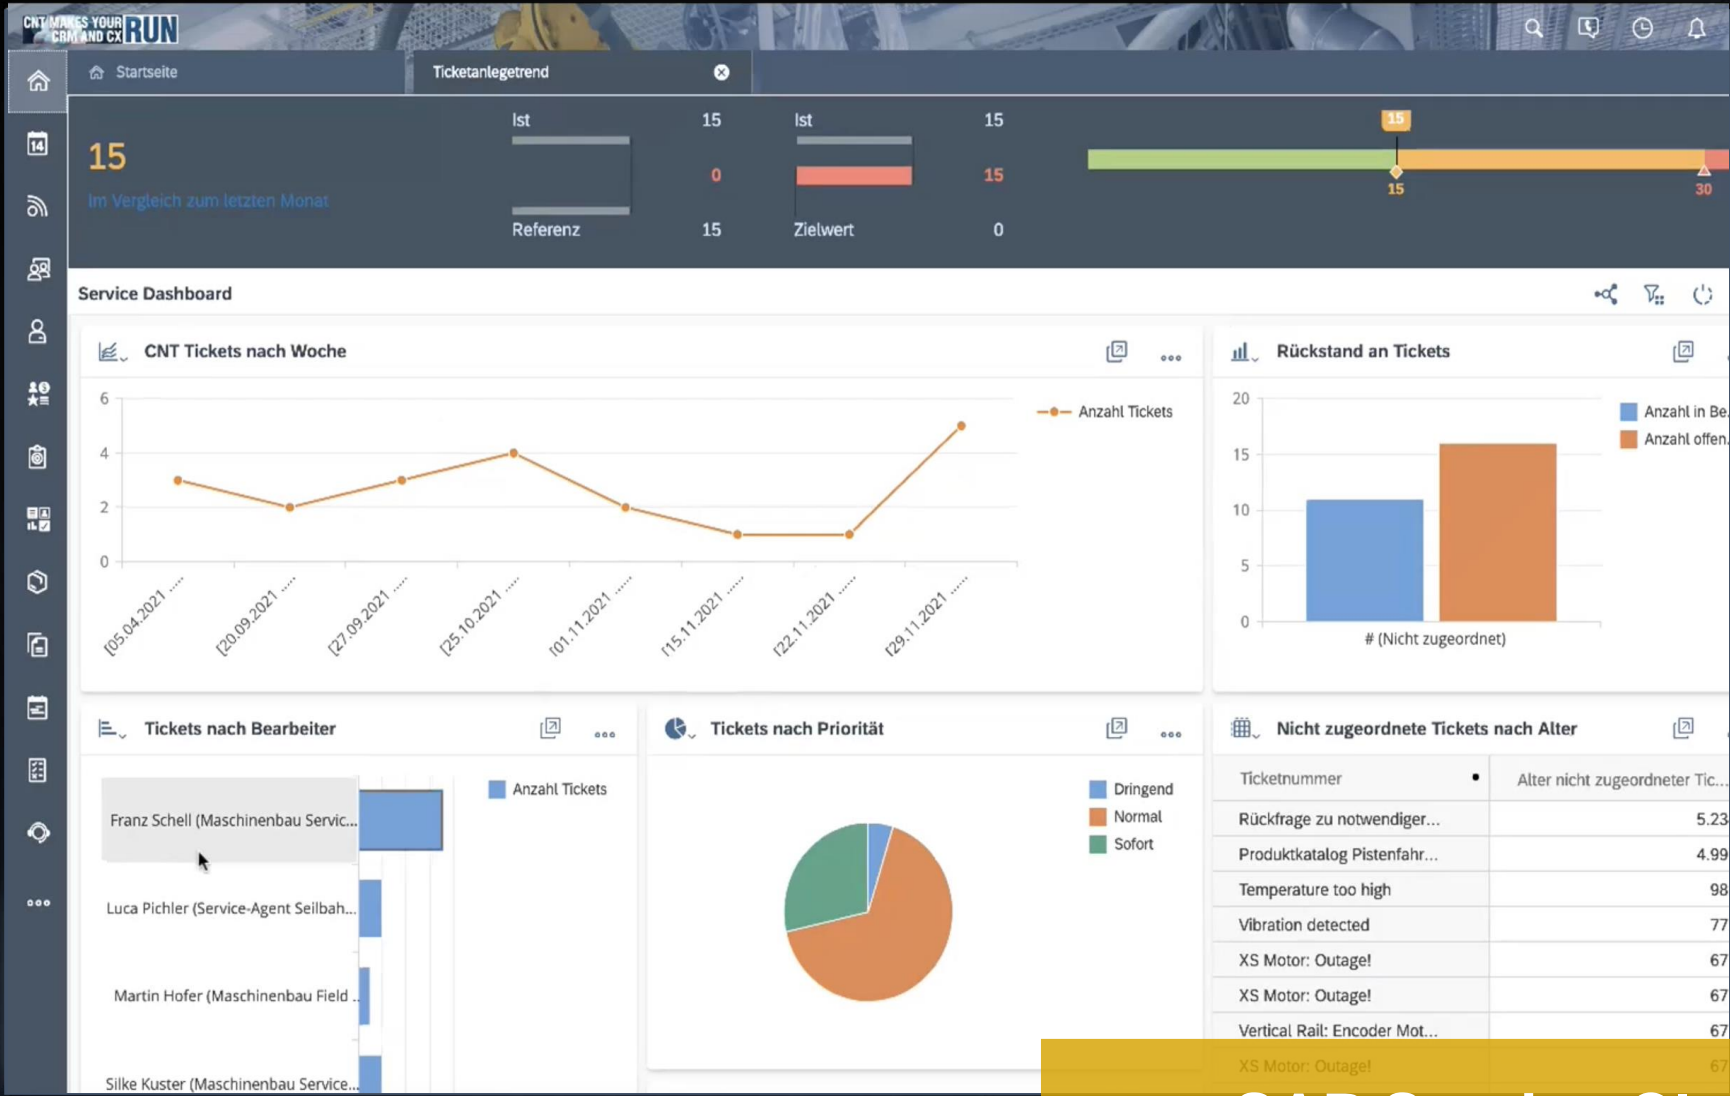 CNT MAKES YOUR
CRM AND CX RUN
14
Startseite
Ticketanlegetrend
15
Im Vergleich zum letzten Monat
Ist 15
0
Referenz 15
Ist 15
15
Zielwert 0
15
15
30
Service Dashboard
CNT Tickets nach Woche
6
4
2
0
Anzahl Tickets
[05.04.2021 .....
[20.09.2021 .....
[27.09.2021 .....
[25.10.2021 .....
[01.11.2021 .....
[15.11.2021 .....
[22.11.2021 .....
[29.11.2021 .....
Rückstand an Tickets
20
15
10
5
0
Anzahl in Be.
Anzahl offen.
# (Nicht zugeordnet)
Tickets nach Bearbeiter
Anzahl Tickets
Franz Schell (Maschinenbau Servic...
Luca Pichler (Service-Agent Seilbah...
Martin Hofer (Maschinenbau Field ..
Silke Kuster (Maschinenbau Service...
Tickets nach Priorität
Dringend
Normal
Sofort
Nicht zugeordnete Tickets nach Alter
Ticketnummer Alter nicht zugeordneter Tic...
Rückfrage zu notwendiger... 5.23
Produktkatalog Pistenfahr... 4.99
Temperature too high 98
Vibration detected 77
XS Motor: Outage! 67
XS Motor: Outage! 67
Vertical Rail: Encoder Mot... 67
XS Motor: Outage! 67